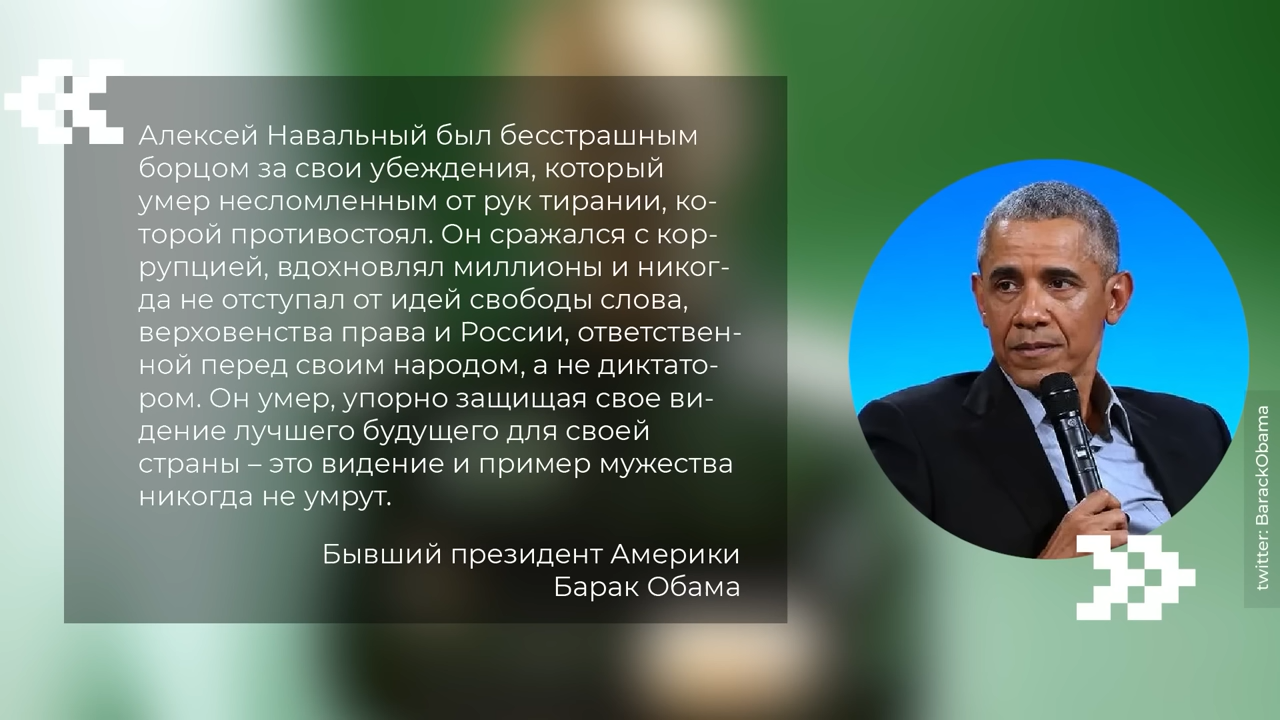 Алексей Навальный был бесстрашным
борцом за свои убеждения, который
умер несломленным от рук тирании, ко-
торой противостоял. Он сражался с кор-
рупцией, вдохновлял миллионы и никог-
да не отступал от идей свободы слова,
верховенства права и России, ответствен-
ной перед своим народом, а не диктато-
ром. Он умер, упорно защищая свое ви-
дение лучшего будущего для своей
страны – это видение и пример мужества
никогда не умрут.
Бывший президент Америки
Барак Обама
twitter: BarackObama